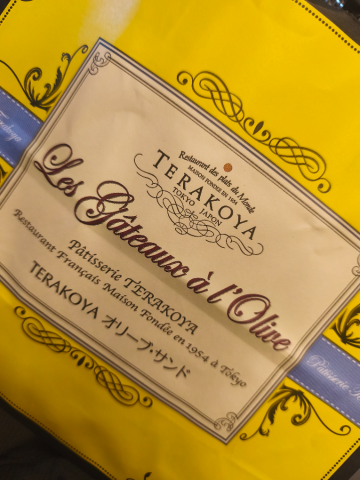 Restaurant des plats du Monde
MAISON FONDÉE EN 1954
TERAKOYA
TOKYO JAPON
Les Gâteaux à l'Olive
Pâtisserie TERAKOYA
Restaurant Français Maison Fondée en 1954 à Tokyo
TERAKOYA オリーブ・サンド